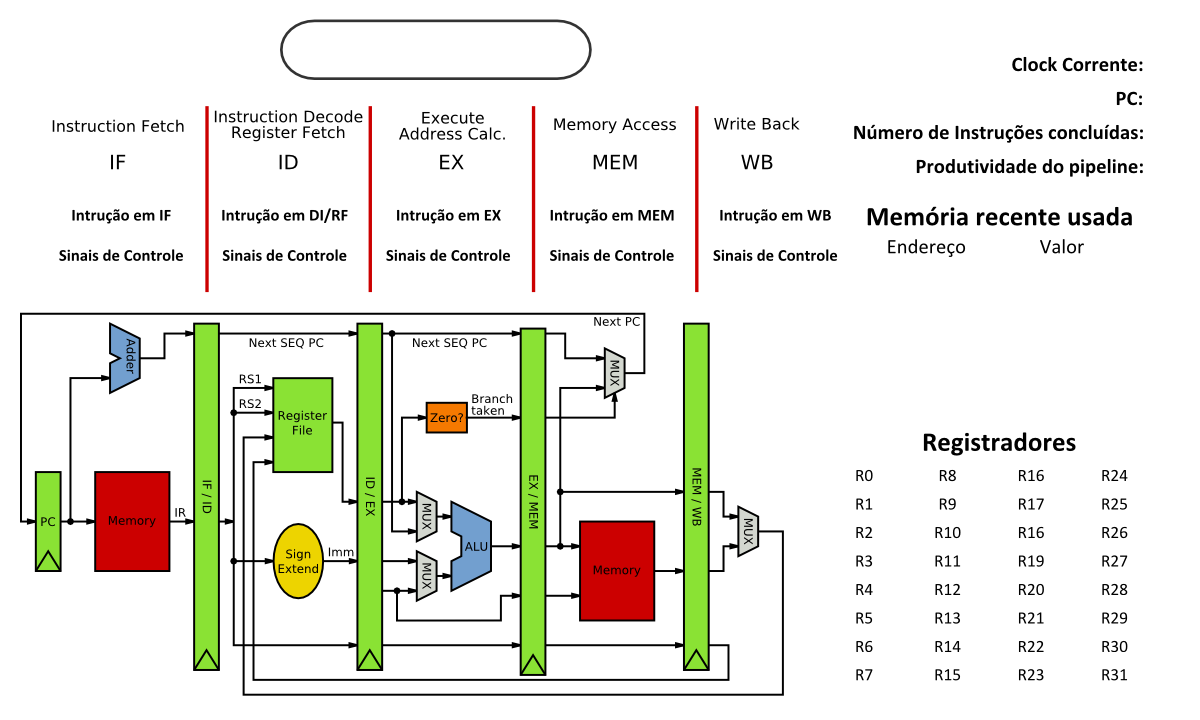 Clock Corrente:
PC:
Número de Instruções concluídas:
Produtividade do pipeline:
Instruction Fetch
IF
Instruction Decode
Register Fetch
ID
Execute
Address Calc.
EX
Memory Access
MEM
Write Back
WB
Intrução em IF
Intrução em DI/RF
Intrução em EX
Intrução em MEM
Intrução em WB
Sinais de Controle
Sinais de Controle
Sinais de Controle
Sinais de Controle
Sinais de Controle
Memória recente usada
Endereço Valor
Next PC
Adder
Next SEQ PC
Next SEQ PC
MUX
RS1
RS2
Register
File
Branch
taken
Zero?
IF / ID
ID / EX
EX / MEM
MEM / WB
PC
Memory
IR
MUX
ALU
MUX
Sign
Extend
Imm
Memory
MUX
Registradores
R0 R8 R16 R24
R1 R9 R17 R25
R2 R10 R16 R26
R3 R11 R19 R27
R4 R12 R20 R28
R5 R13 R21 R29
R6 R14 R22 R30
R7 R15 R23 R31